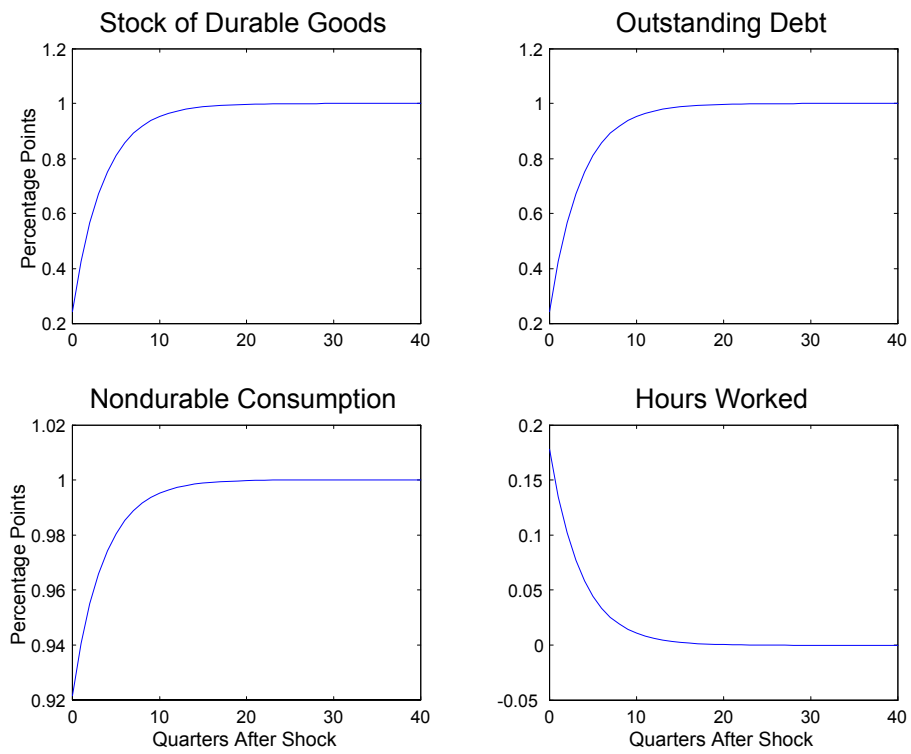 Stock of Durable Goods
Outstanding Debt
1.2
1
0.8
0.6
0.4
0.2
Percentage Points
0 10 20 30 40
1.2
1
0.8
0.6
0.4
0.2
0 10 20 30 40
Nondurable Consumption
Hours Worked
1.02
1
0.98
0.96
0.94
0.92
Percentage Points
0 10 20 30 40
Quarters After Shock
0.2
0.15
0.1
0.05
0
-0.05
0 10 20 30 40
Quarters After Shock